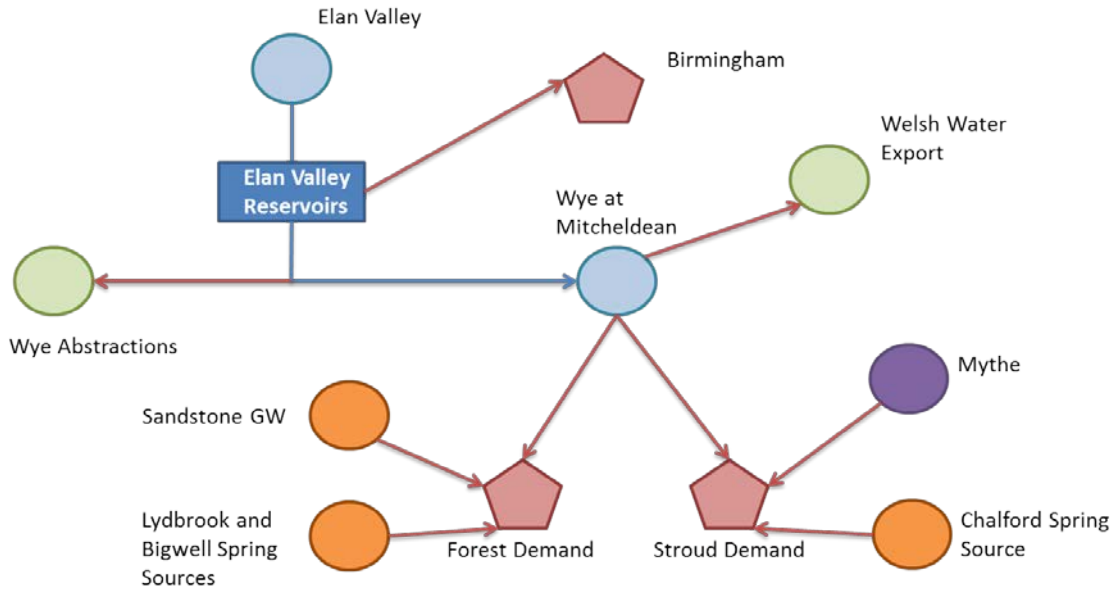 Elan Valley
Birmingham
Welsh Water
Export
Elan Valley
Reservoirs
Wye at
Mitcheldean
Wye Abstractions
Mythe
Sandstone GW
Lydbrook and
Bigwell Spring
Sources
Forest Demand
Stroud Demand
Chalford Spring
Source